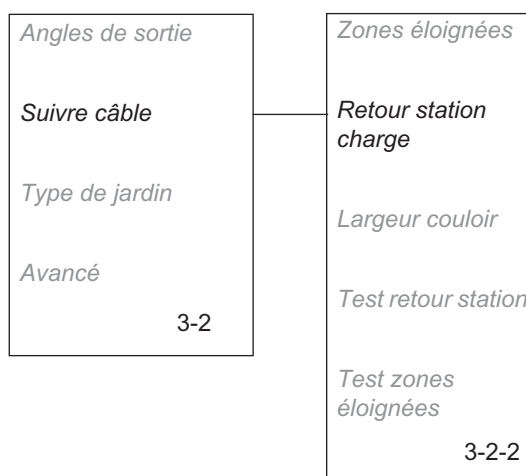 Angles de sortie
Suivre câble
Type de jardin
Avancé
3-2
Zones éloignées
Retour station
charge
Largeur couloir
Test retour station
Test zones
éloignées
3-2-2